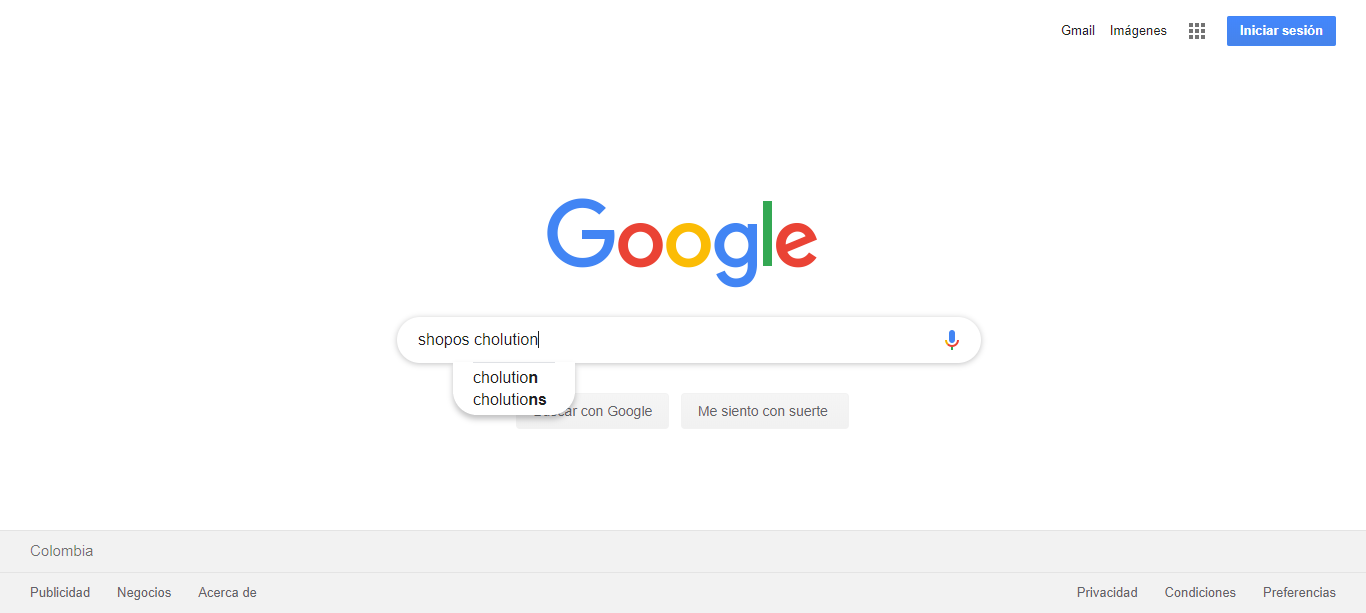 Gmail Imágenes Iniciar sesión
Google
shopos cholution
cholution
cholutions
car con Google Me siento con suerte
Colombia
Publicidad Negocios Acerca de Privacidad Condiciones Preferencias